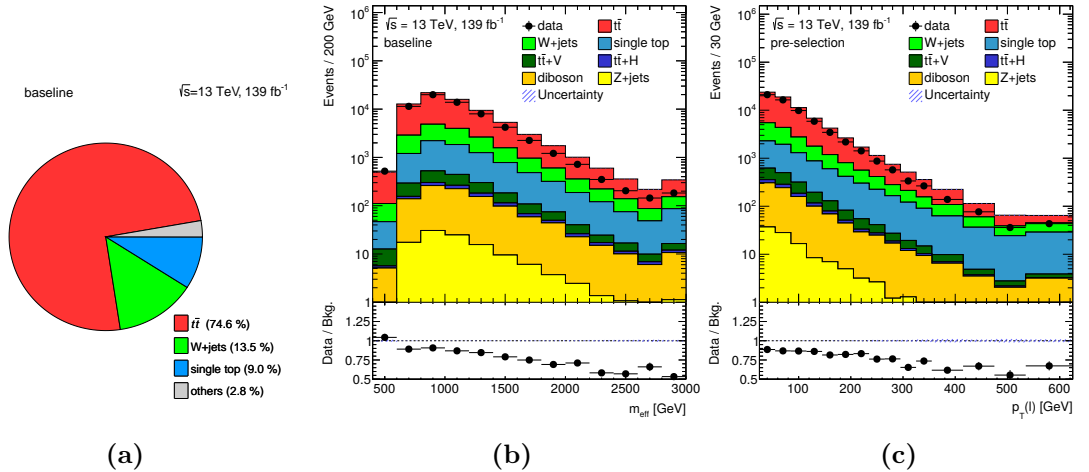 baseline
√s=13 TeV, 139 fb⁻¹
tt̄ (74.6 %)
W+jets (13.5 %)
single top (9.0 %)
others (2.8 %)
(a)
√s = 13 TeV, 139 fb⁻¹
baseline
data
tt̄
W+jets
single top
tt̄+V
tt̄+H
diboson
Z+jets
Uncertainty
Events / 200 GeV
10⁵
10⁴
10³
10²
10
1
Data / Bkg.
1.25
1
0.75
0.5
500 1000 1500 2000 2500 3000
m_eff [GeV]
(b)
√s = 13 TeV, 139 fb⁻¹
pre-selection
data
tt̄
W+jets
single top
tt̄+V
tt̄+H
diboson
Z+jets
Uncertainty
Events / 30 GeV
10⁵
10⁴
10³
10²
10
1
Data / Bkg.
1.25
1
0.75
0.5
100 200 300 400 500 600
p_T(l) [GeV]
(c)